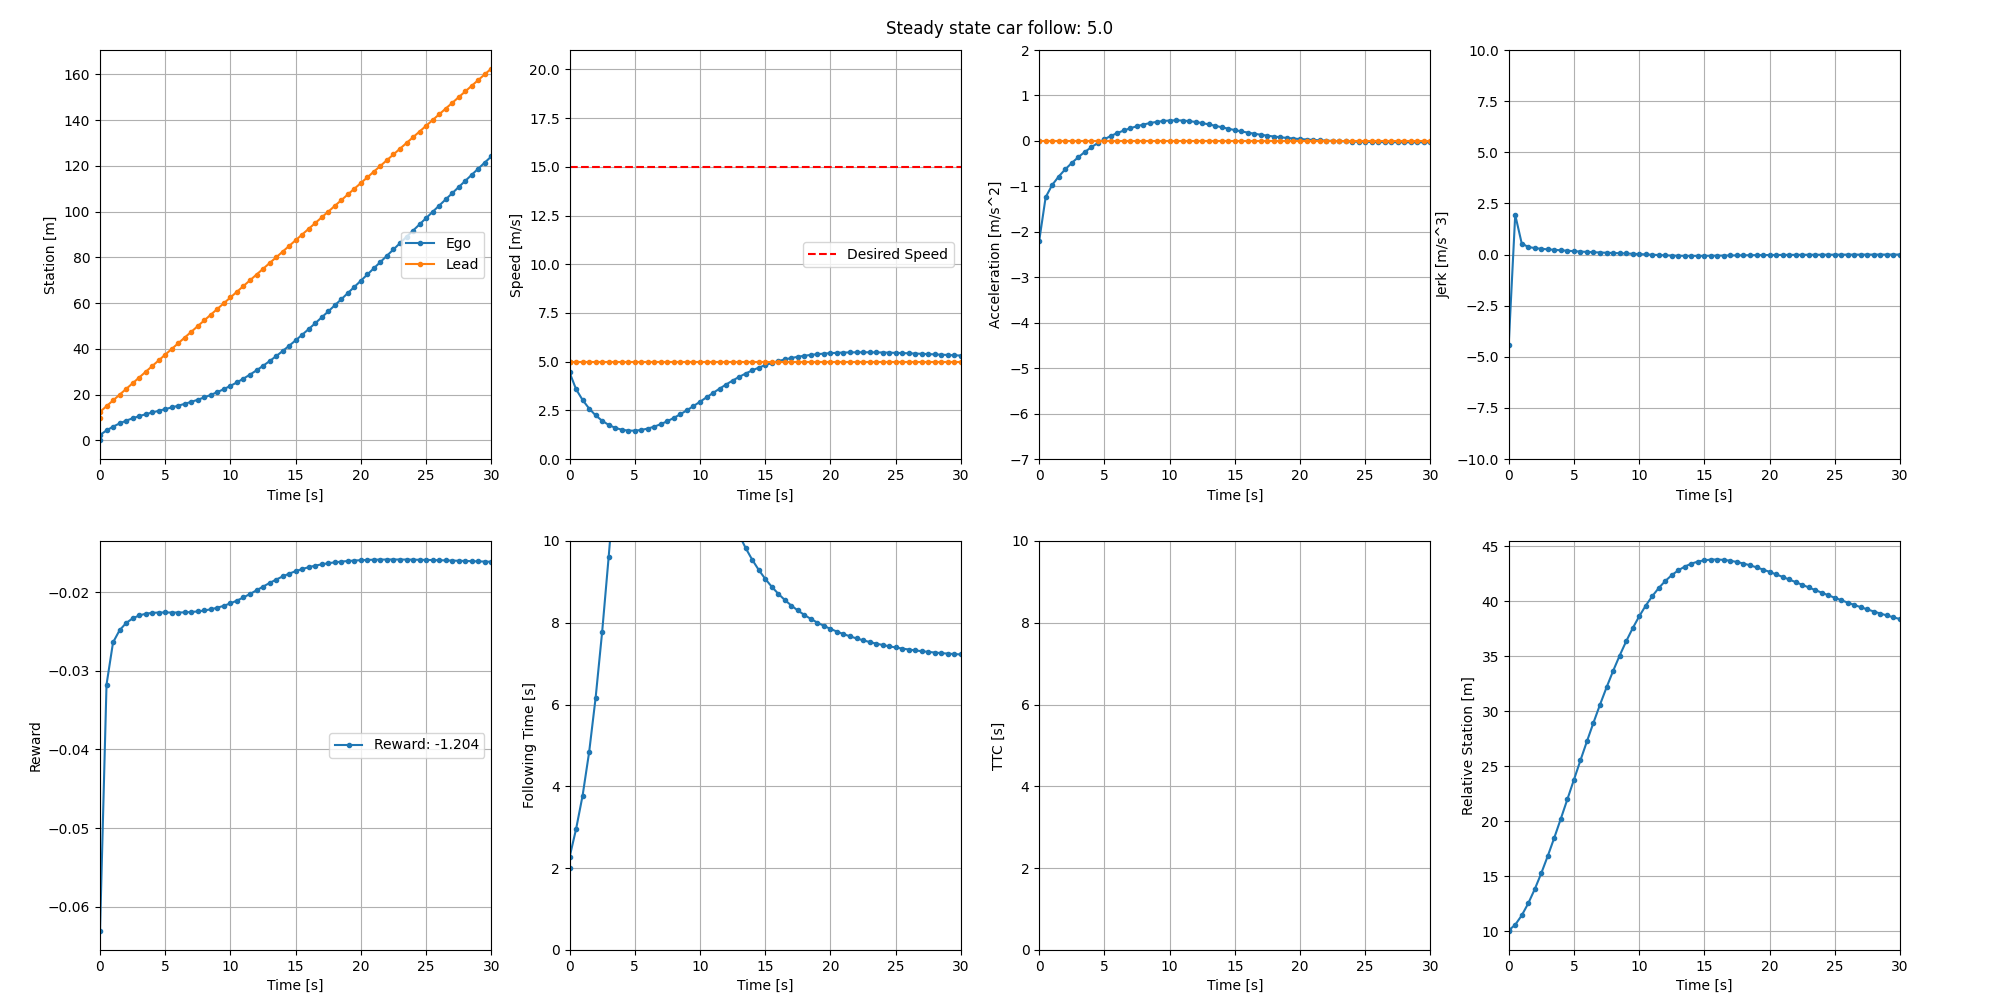 Steady state car follow: 5.0
Station [m]
160
140
120
100
80
60
40
20
0
Ego
Lead
0 5 10 15 20 25 30
Time [s]
Speed [m/s]
20.0
17.5
15.0
12.5
10.0
7.5
5.0
2.5
0.0
Desired Speed
0 5 10 15 20 25 30
Time [s]
Acceleration [m/s^2]
2
1
0
−1
−2
−3
−4
−5
−6
−7
0 5 10 15 20 25 30
Time [s]
Jerk [m/s^3]
10.0
7.5
5.0
2.5
0.0
−2.5
−5.0
−7.5
−10.0
0 5 10 15 20 25 30
Time [s]
Reward
−0.02
−0.03
−0.04
−0.05
−0.06
Reward: -1.204
0 5 10 15 20 25 30
Time [s]
Following Time [s]
10
8
6
4
2
0
0 5 10 15 20 25 30
Time [s]
TTC [s]
10
8
6
4
2
0
0 5 10 15 20 25 30
Time [s]
Relative Station [m]
45
40
35
30
25
20
15
10
0 5 10 15 20 25 30
Time [s]